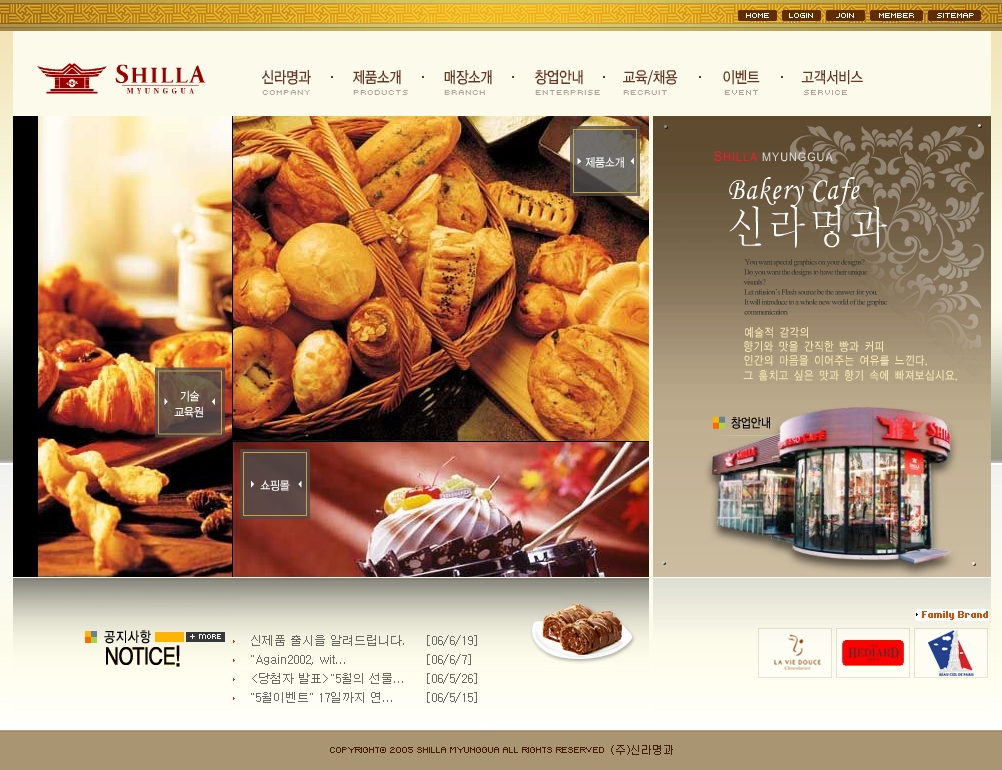 HOME LOGIN JOIN MEMBER SITEMAP
SHILLA
MYUNGGUA
신라명과 제품소개 매장소개 창업안내 교육/채용 이벤트 고객서비스
COMPANY PRODUCTS BRANCH ENTERPRISE RECRUIT EVENT SERVICE
제품소개
기술
교육원
쇼핑몰
SHILLA MYUNGGUA
Bakery Cafe
신라명과
You want special graphics on your designs?
Do you want the designs to have their unique
visuals?
Let nfusion's Flash source be the answer for you.
It will introduce to a whole new world of the graphic
communication
예술적 감각의
향기와 맛을 간직한 빵과 커피
인간의 마음을 이어주는 여유를 느낀다.
그 훔치고 싶은 맛과 향기 속에 빠져보십시요.
창업안내
공지사항 + MORE
NOTICE!
신제품 출시을 알려드립니다. [06/6/19]
"Again2002, wit... [06/6/7]
<당첨자 발표>"5월의 선물... [06/5/26]
"5월이벤트" 17일까지 연... [06/5/15]
Family Brand
LA VIE DOUCE
HEDIARD
COPYRIGHT© 2005 SHILLA MYUNGGUA ALL RIGHTS RESERVED (주)신라명과